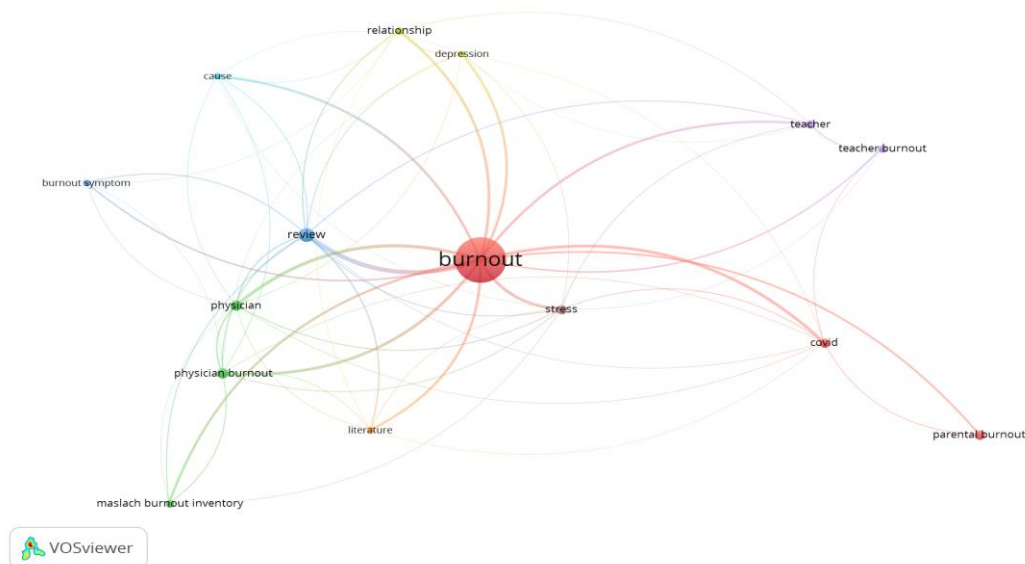 relationship
depression
cause
teacher
teacher burnout
burnout symptom
review
burnout
physician
stress
covid
physician burnout
literature
parental burnout
maslach burnout inventory
VOSviewer